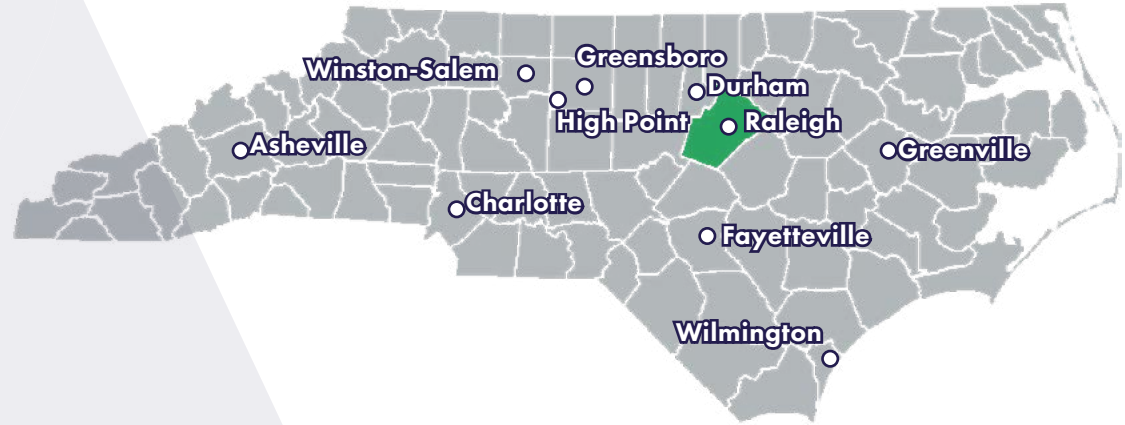 Greensboro
Winston-Salem
Durham
High Point
Raleigh
Asheville
Greenville
Charlotte
Fayetteville
Wilmington